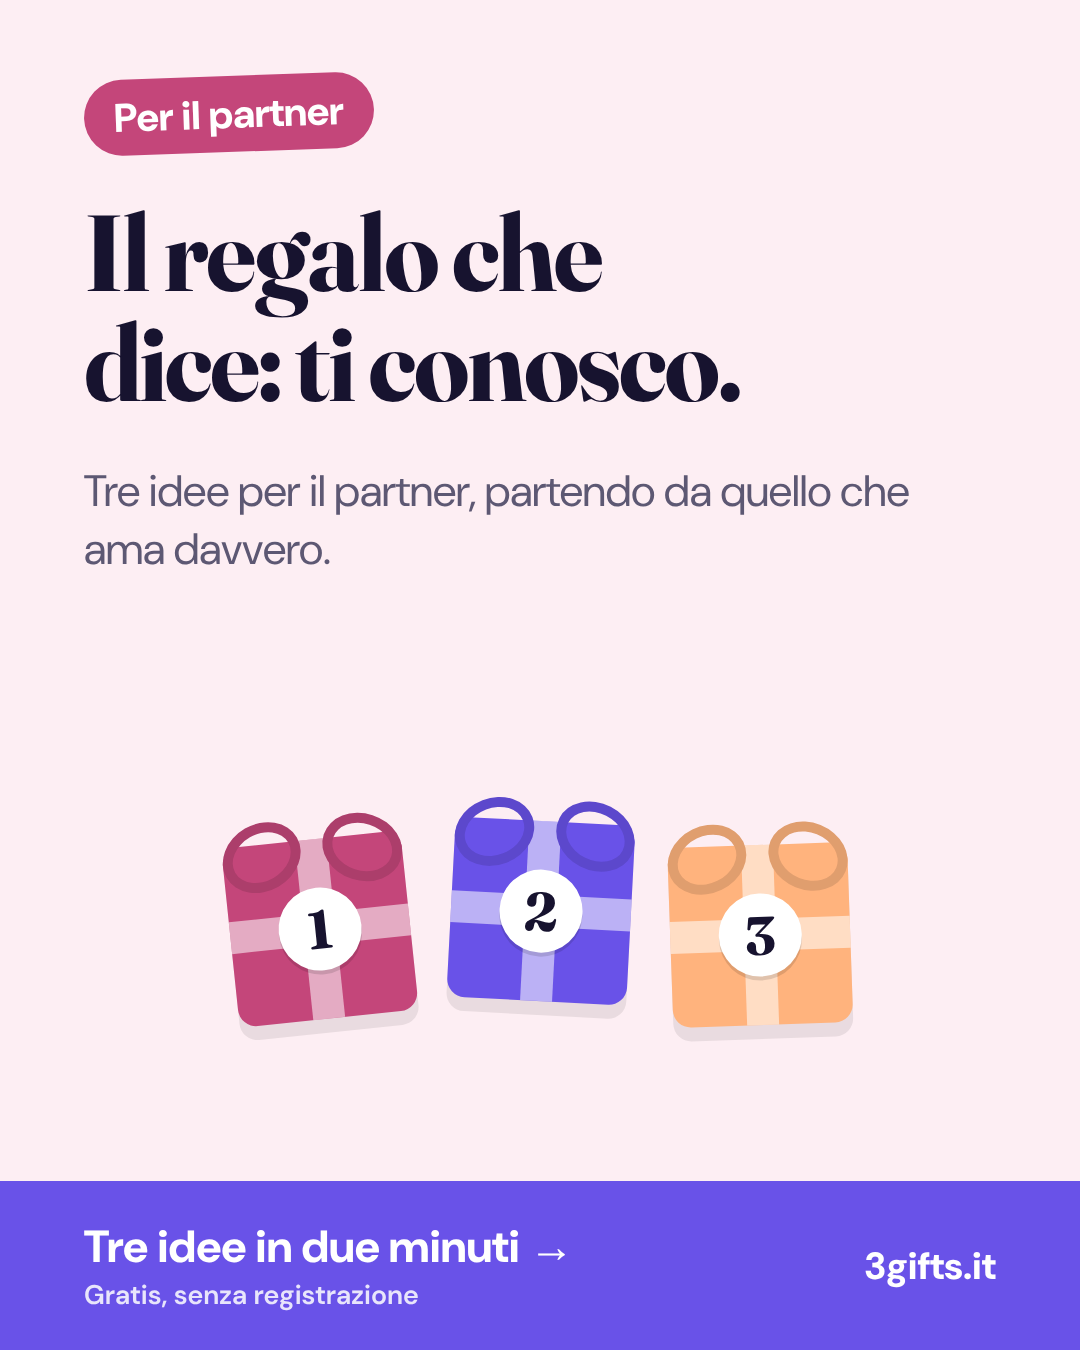 Per il partner
Il regalo che
dice: ti conosco.
Tre idee per il partner, partendo da quello che
ama davvero.
1
2
3
Tre idee in due minuti →
Gratis, senza registrazione
3gifts.it